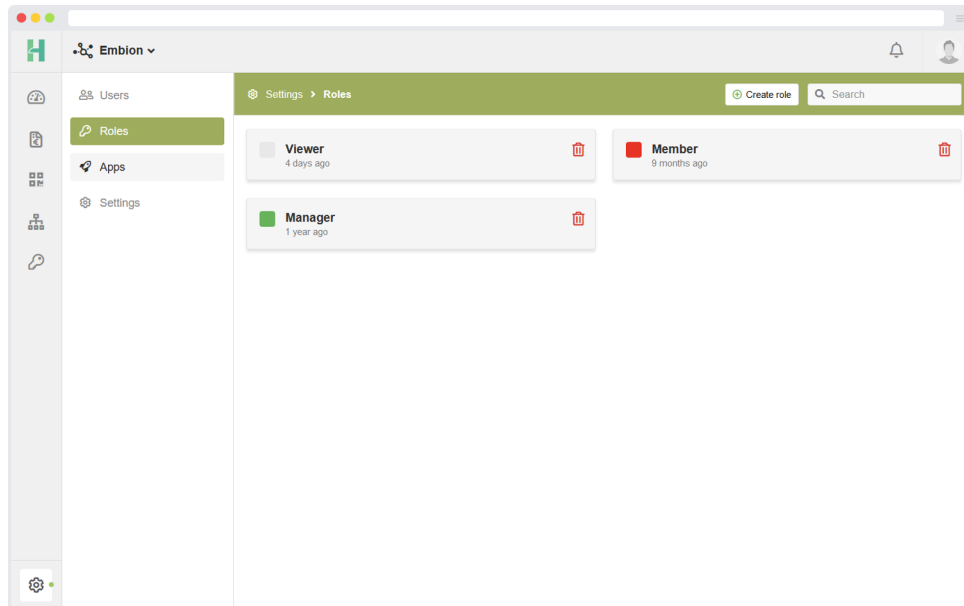 Embion
Users
Roles
Apps
Settings
Settings > Roles
Create role
Search
Viewer
4 days ago
Member
9 months ago
Manager
1 year ago